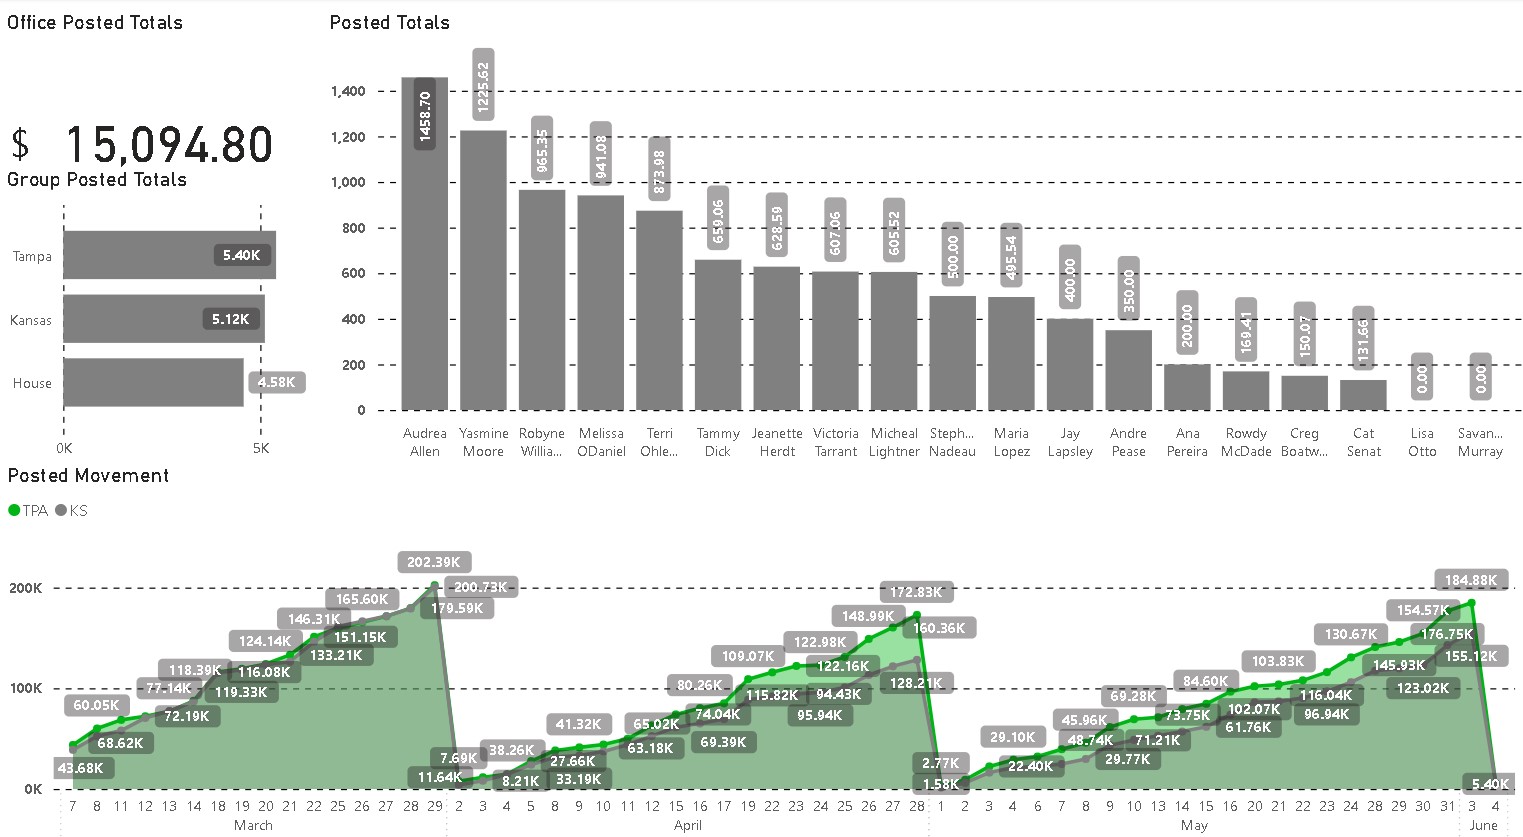 Office Posted Totals
$ 15,094.80
Group Posted Totals
Tampa 5.40K
Kansas 5.12K
House 4.58K
0K 5K
Posted Totals
1,400
1,200
1,000
800
600
400
200
0
1458.70 1225.62 965.35 941.08 873.98 659.06 628.59 607.06 605.52 500.00 495.54 400.00 350.00 200.00 169.41 150.07 131.66 0.00 0.00
Audrea Yasmine Robyne Melissa Terri Tammy Jeanette Victoria Micheal Steph... Maria Jay Andre Ana Rowdy Creg Cat Lisa Savan...
Allen Moore Willia... ODaniel Ohle... Dick Herdt Tarrant Lightner Nadeau Lopez Lapsley Pease Pereira McDade Boatw... Senat Otto Murray
Posted Movement
TPA KS
200K
100K
0K
43.68K 60.05K 68.62K 77.14K 72.19K 118.39K 119.33K 124.14K 116.08K 146.31K 133.21K 165.60K 151.15K 202.39K 200.73K 179.59K
7.69K 11.64K 38.26K 8.21K 41.32K 27.66K 33.19K 65.02K 63.18K 80.26K 74.04K 69.39K 109.07K 115.82K 122.98K 122.16K 94.43K 95.94K 148.99K 172.83K 160.36K 128.21K
2.77K 1.58K 29.10K 22.40K 45.96K 48.74K 69.28K 29.77K 73.75K 71.21K 84.60K 103.83K 102.07K 61.76K 130.67K 116.04K 96.94K 154.57K 145.93K 123.02K 184.88K 176.75K 155.12K 5.40K
7 8 11 12 13 14 18 19 20 21 22 25 26 27 28 29 2 3 4 5 8 9 10 11 12 15 16 17 19 22 23 24 25 26 27 28 1 2 3 4 6 7 8 9 10 13 14 15 16 20 21 22 23 24 28 29 30 31 3 4
March April May June